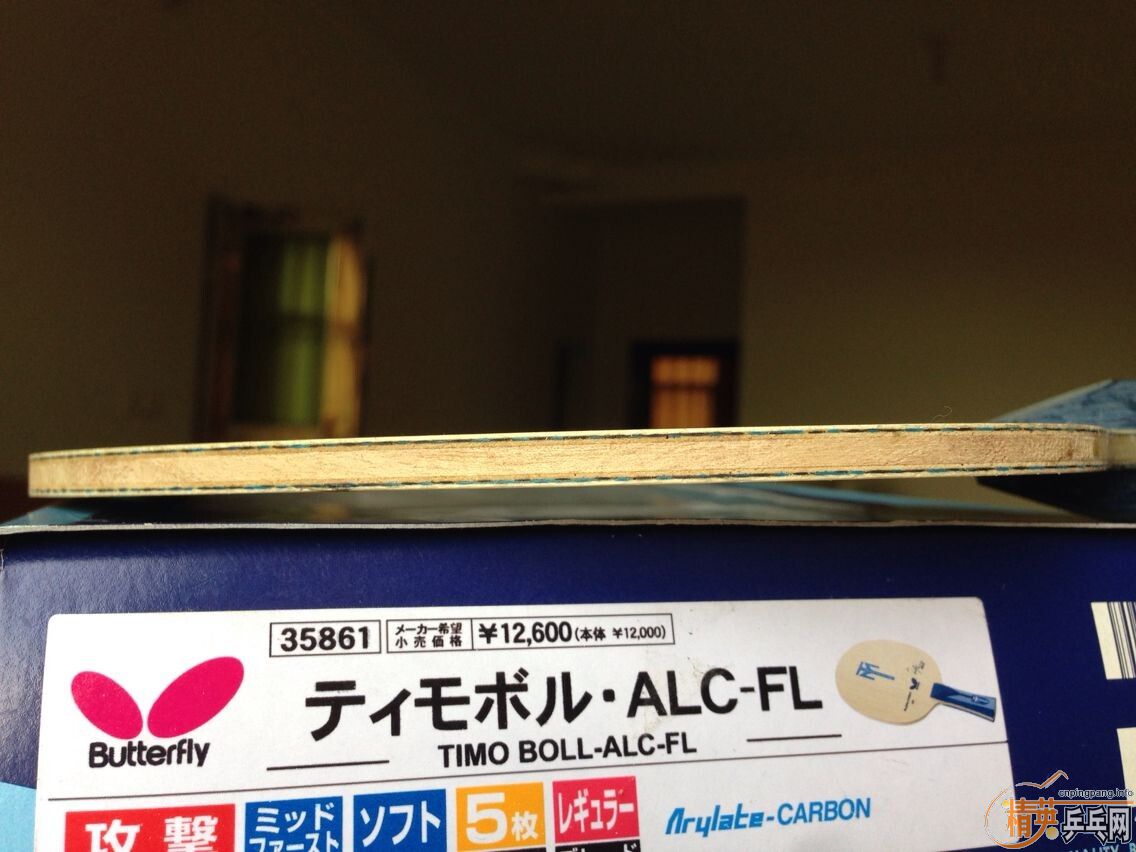 35861 メーカー希望小売価格 ¥12,600(本体 ¥12,000)
Butterfly
ティモボル・ALC-FL
TIMO BOLL-ALC-FL
攻撃 ミッドファースト ソフト 5枚 レギュラー Arylate-CARBON
cnpingpang.info
精英乒乓网